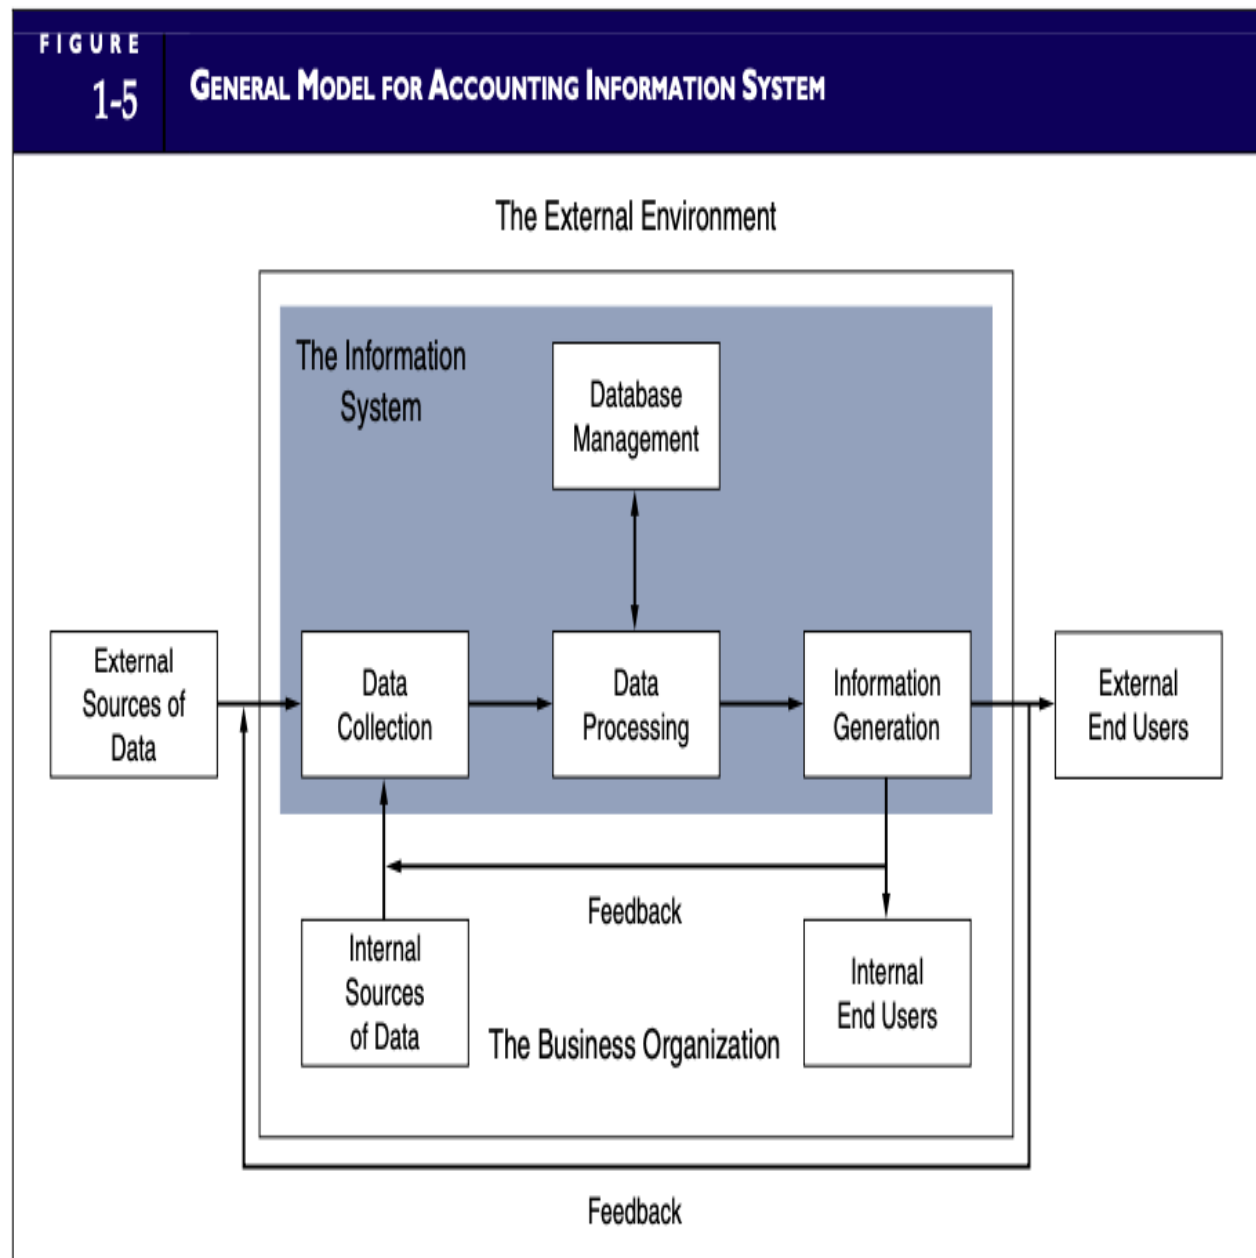 FIGURE
1-5
GENERAL MODEL FOR ACCOUNTING INFORMATION SYSTEM
The External Environment
The Information
System
Database
Management
External
Sources of
Data
Data
Collection
Data
Processing
Information
Generation
External
End Users
Feedback
Internal
Sources
of Data
Internal
End Users
The Business Organization
Feedback